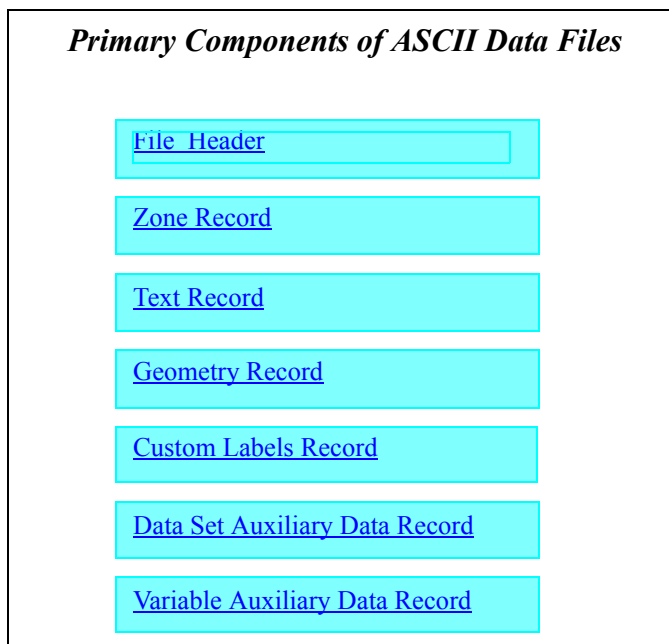 Primary Components of ASCII Data Files
File Header
Zone Record
Text Record
Geometry Record
Custom Labels Record
Data Set Auxiliary Data Record
Variable Auxiliary Data Record